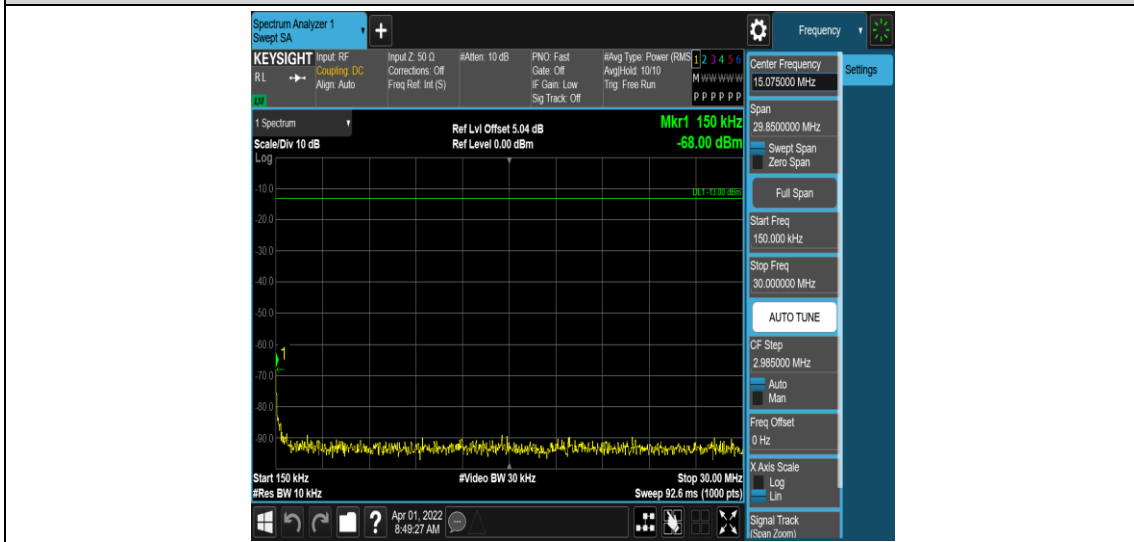 Spectrum Analyzer 1
Swept SA
+
Frequency
KEYSIGHT
RL
LXI
Input: RF
Coupling: DC
Align: Auto
Input Z: 50 Ω
Corrections: Off
Freq Ref: Int (S)
#Atten: 10 dB
PNO: Fast
Gate: Off
IF Gain: Low
Sig Track: Off
#Avg Type: Power (RMS
Avg|Hold: 10/10
Trig: Free Run
1 2 3 4 5 6
M W W W W W
P P P P P P
1 Spectrum
Scale/Div 10 dB
Log
Ref Lvl Offset 5.04 dB
Ref Level 0.00 dBm
Mkr1 150 kHz
-68.00 dBm
DL1 -13.00 dBm
-10.0
-20.0
-30.0
-40.0
-50.0
-60.0
1
-70.0
-80.0
-90.0
Start 150 kHz
#Res BW 10 kHz
#Video BW 30 kHz
Stop 30.00 MHz
Sweep 92.6 ms (1000 pts)
Center Frequency
15.075000 MHz
Settings
Span
29.8500000 MHz
Swept Span
Zero Span
Full Span
Start Freq
150.000 kHz
Stop Freq
30.000000 MHz
AUTO TUNE
CF Step
2.985000 MHz
Auto
Man
Freq Offset
0 Hz
X Axis Scale
Log
Lin
Signal Track
(Span Zoom)
?
Apr 01, 2022
8:49:27 AM